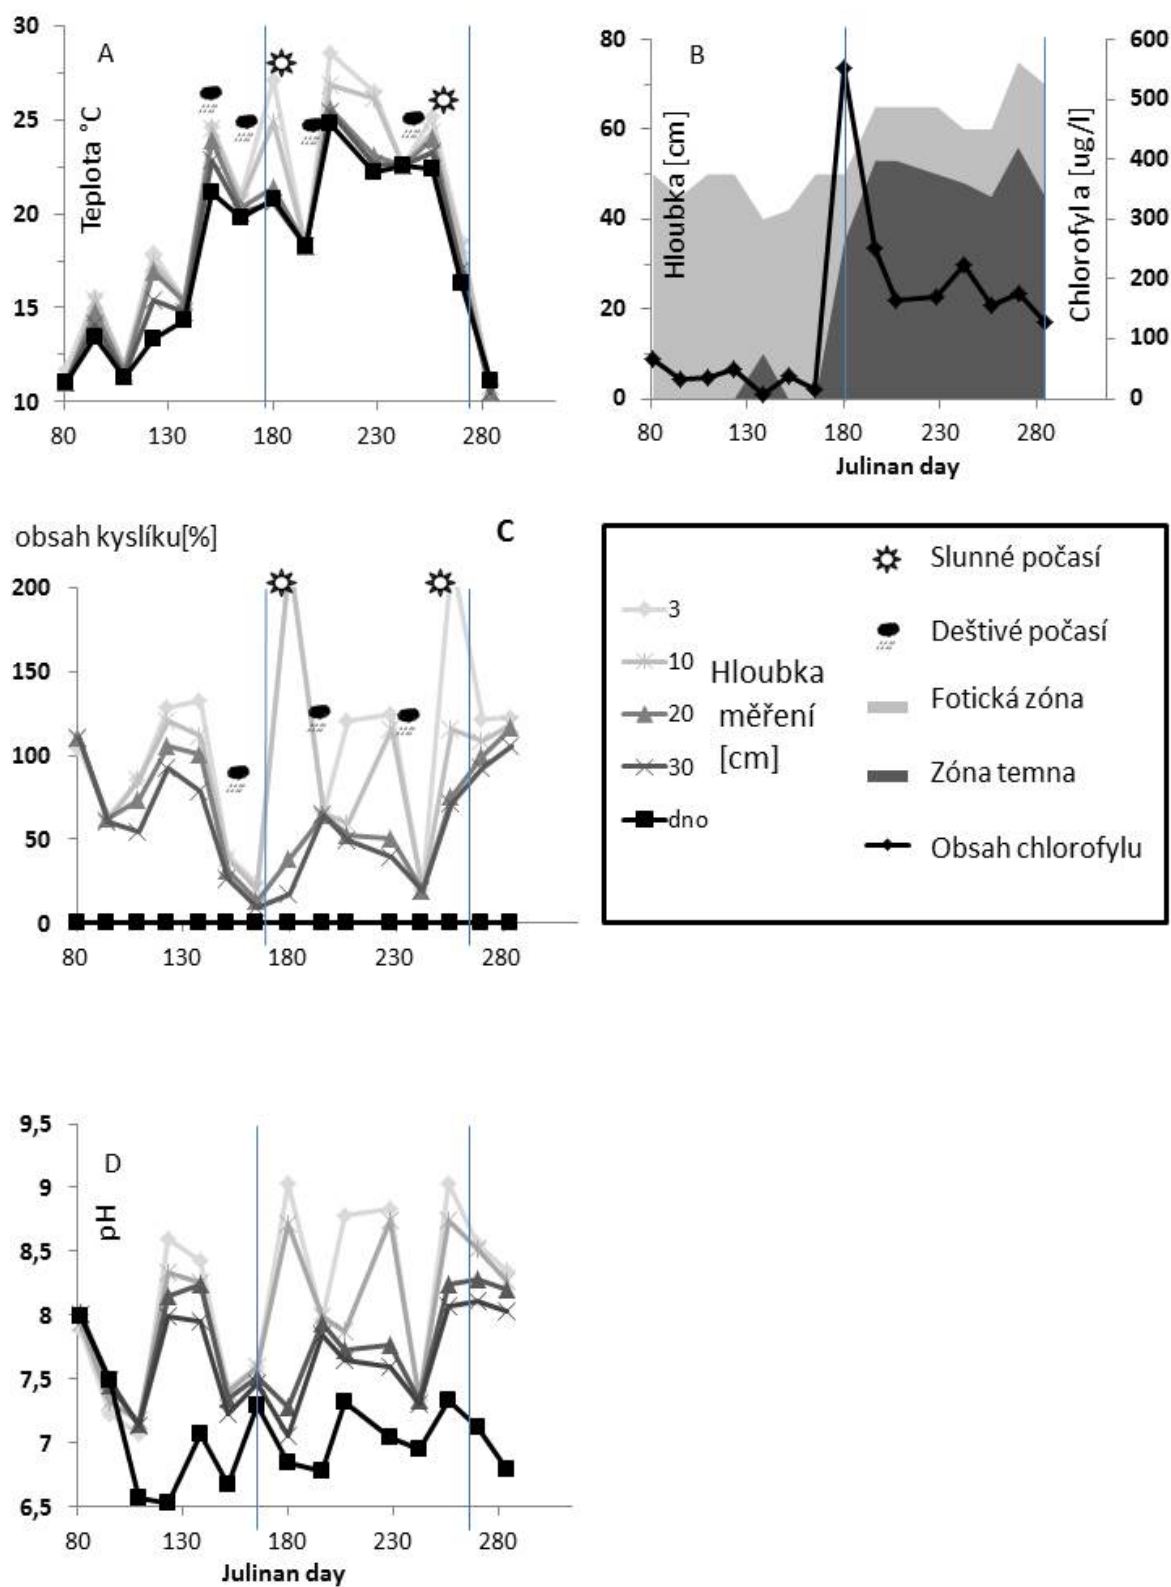 A
Teplota °C
30
25
20
15
10
80 130 180 230 280
B
Hloubka [cm]
80
60
40
20
0
Chlorofyl a [ug/l]
600
500
400
300
200
100
0
80 130 180 230 280
Julinan day
obsah kyslíku[%]
C
200
150
100
50
0
80 130 180 230 280
3
10
20
30
dno
Hloubka
měření
[cm]
Slunné počasí
Deštivé počasí
Fotická zóna
Zóna temna
Obsah chlorofylu
D
pH
9,5
9
8,5
8
7,5
7
6,5
80 130 180 230 280
Julinan day